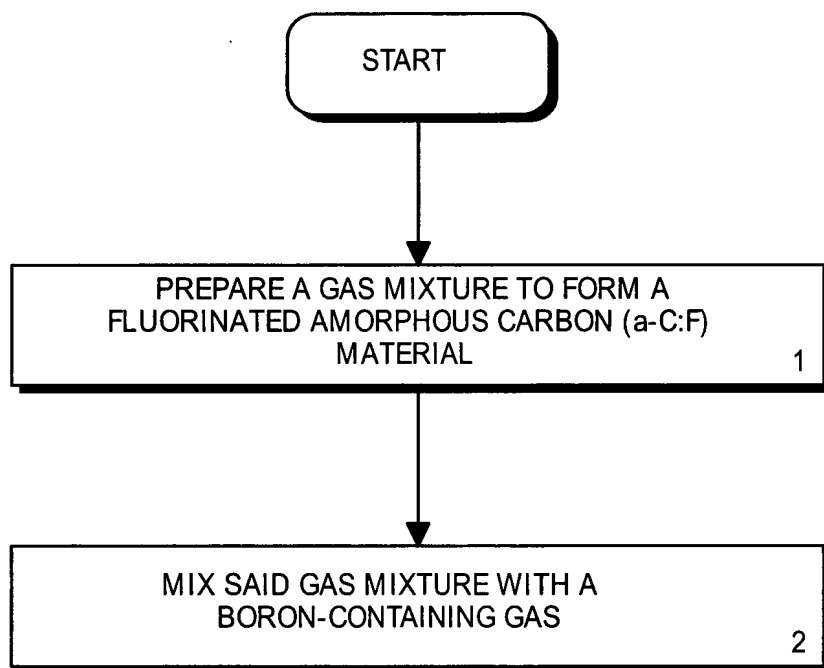 START
PREPARE A GAS MIXTURE TO FORM A
FLUORINATED AMORPHOUS CARBON (a-C:F)
MATERIAL
1
MIX SAID GAS MIXTURE WITH A
BORON-CONTAINING GAS
2